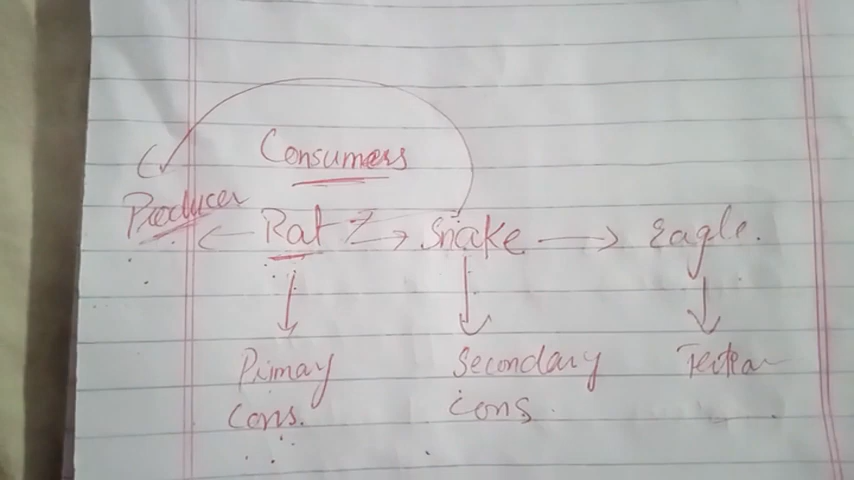 Consumers
Producer
Rat Snake Eagle.
Primary Secondary
Cons. Cons.